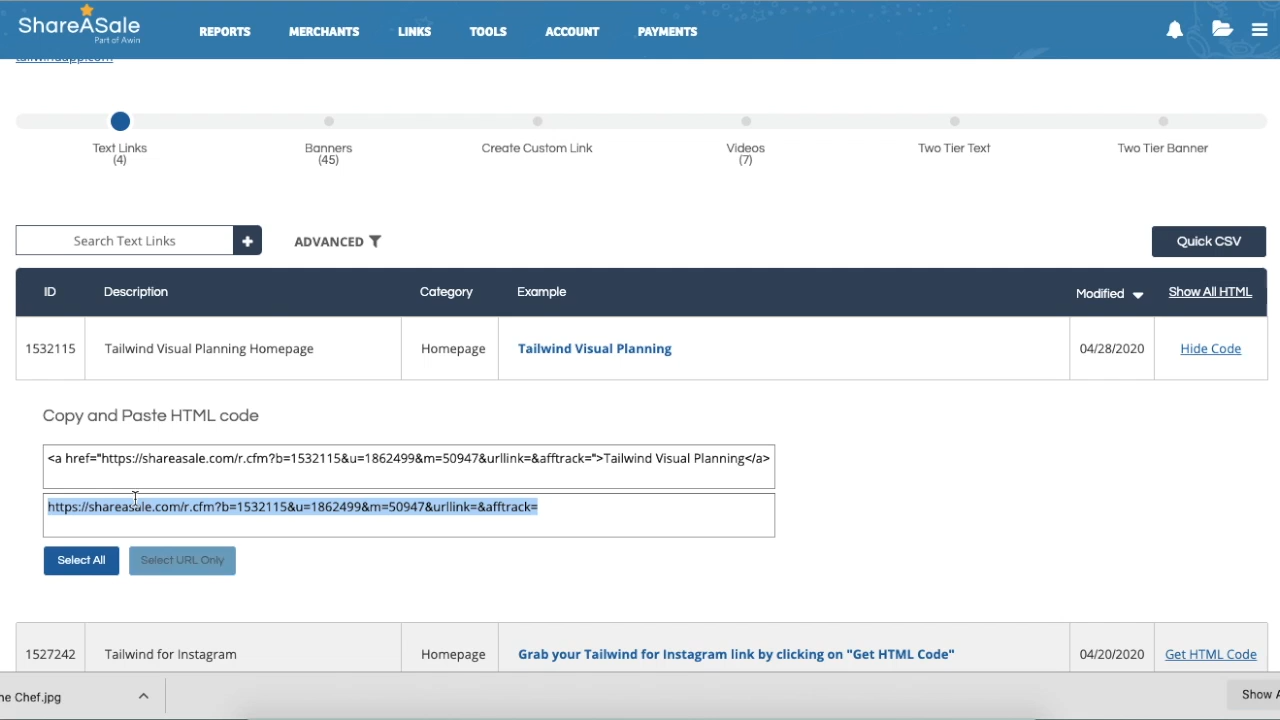 ShareASale
Part of Awin
REPORTS MERCHANTS LINKS TOOLS ACCOUNT PAYMENTS
tailwindapp.com
Text Links (4)
Banners (45)
Create Custom Link
Videos (7)
Two Tier Text
Two Tier Banner
Search Text Links + ADVANCED Quick CSV
ID Description Category Example Modified Show All HTML
1532115 Tailwind Visual Planning Homepage Homepage Tailwind Visual Planning 04/28/2020 Hide Code
Copy and Paste HTML code
<a href="https://shareasale.com/r.cfm?b=1532115&u=1862499&m=50947&urllink=&afftrack=">Tailwind Visual Planning</a>
https://shareasale.com/r.cfm?b=1532115&u=1862499&m=50947&urllink=&afftrack=
Select All Select URL Only
1527242 Tailwind for Instagram Homepage Grab your Tailwind for Instagram link by clicking on "Get HTML Code" 04/20/2020 Get HTML Code
ne Chef.jpg Show A